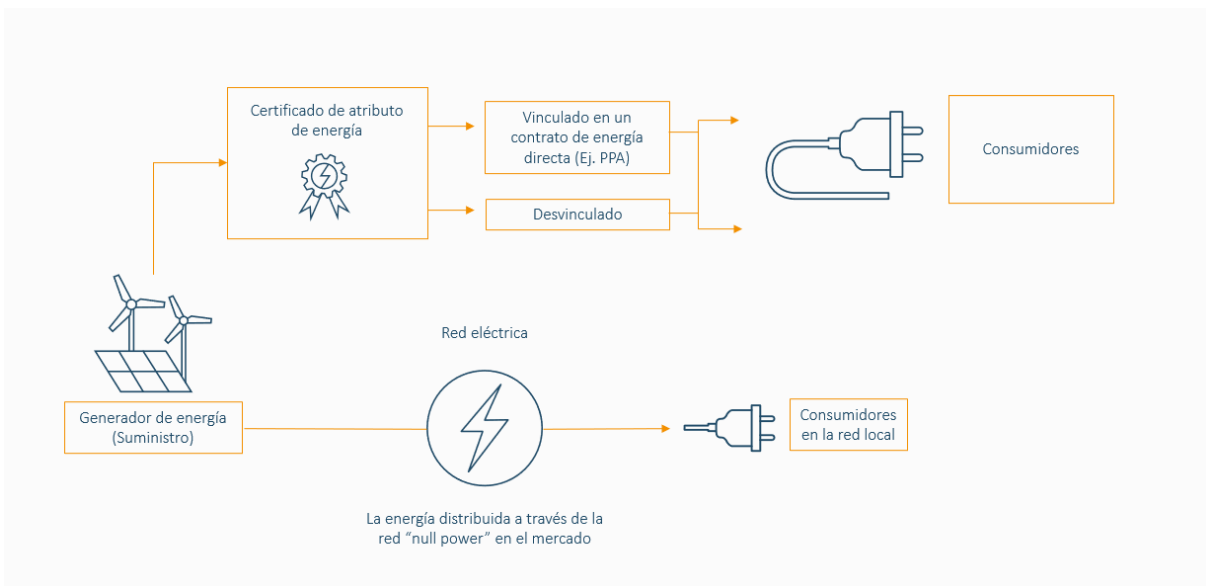 Certificado de atributo
de energía
Vinculado en un
contrato de energía
directa (Ej. PPA)
Desvinculado
Consumidores
Red eléctrica
Generador de energía
(Suministro)
Consumidores
en la red local
La energía distribuida a través de la
red “null power” en el mercado